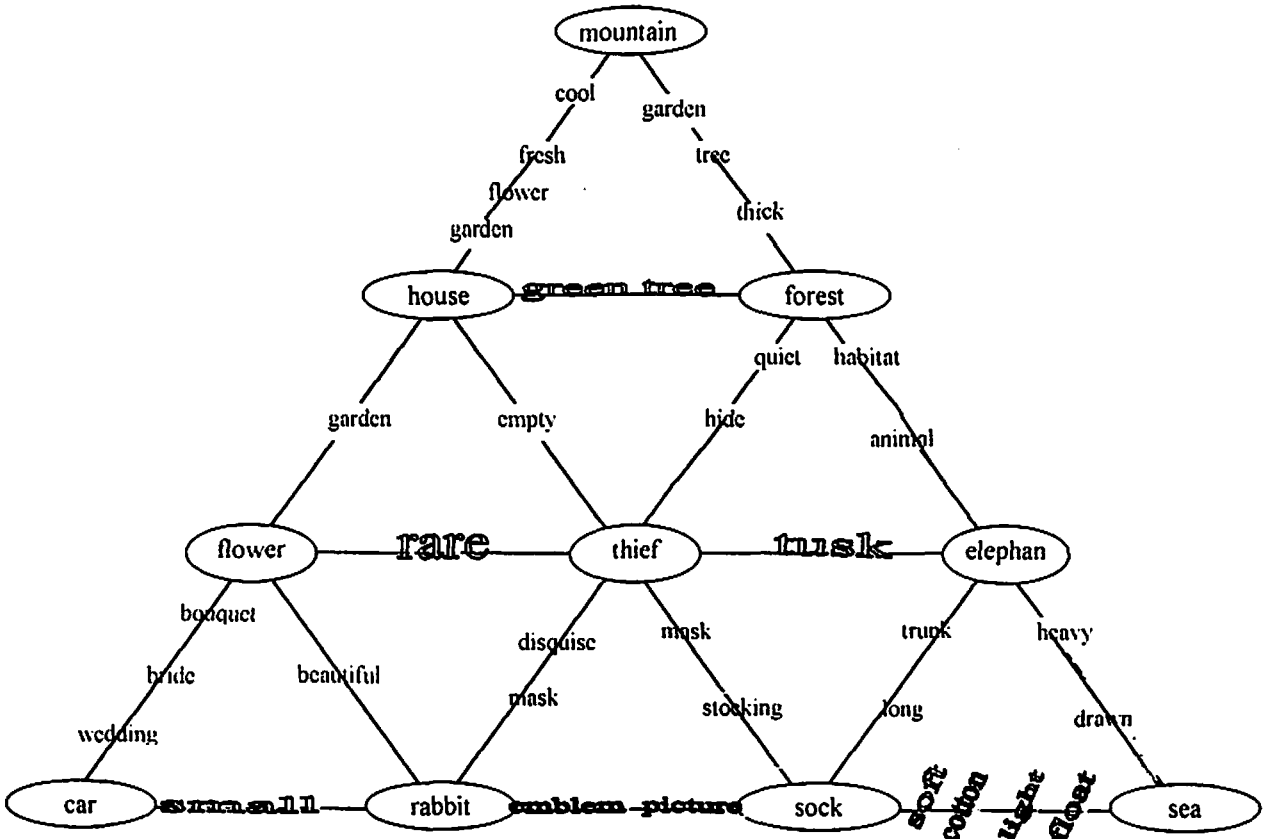 mountain
cool
garden
fresh
tree
flower
thick
garden
house
green tree
forest
quiet
habitat
garden
empty
hide
animal
flower
rare
thief
tusk
elephan
bouquet
disquise
mask
trunk
heavy
bride
beautiful
mask
stocking
long
drawn
wedding
car
small
rabbit
emblem picture
sock
soft
cotton
light
float
sea